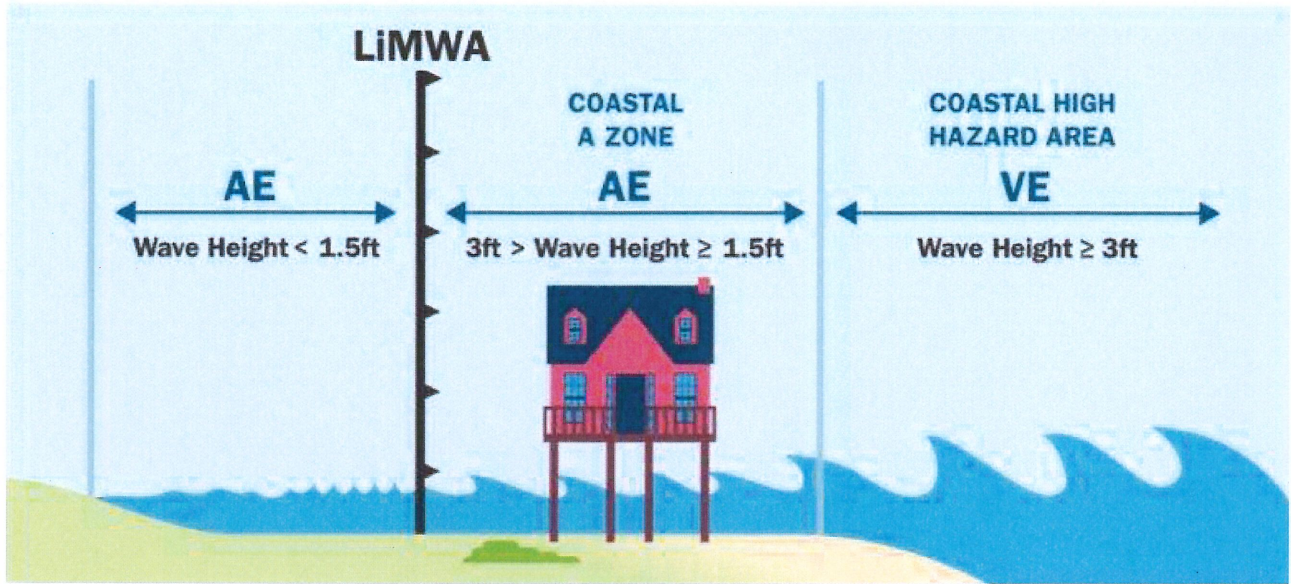 LiMWA
COASTAL
A ZONE
COASTAL HIGH
HAZARD AREA
AE
AE
VE
Wave Height < 1.5ft
3ft > Wave Height ≥ 1.5ft
Wave Height ≥ 3ft